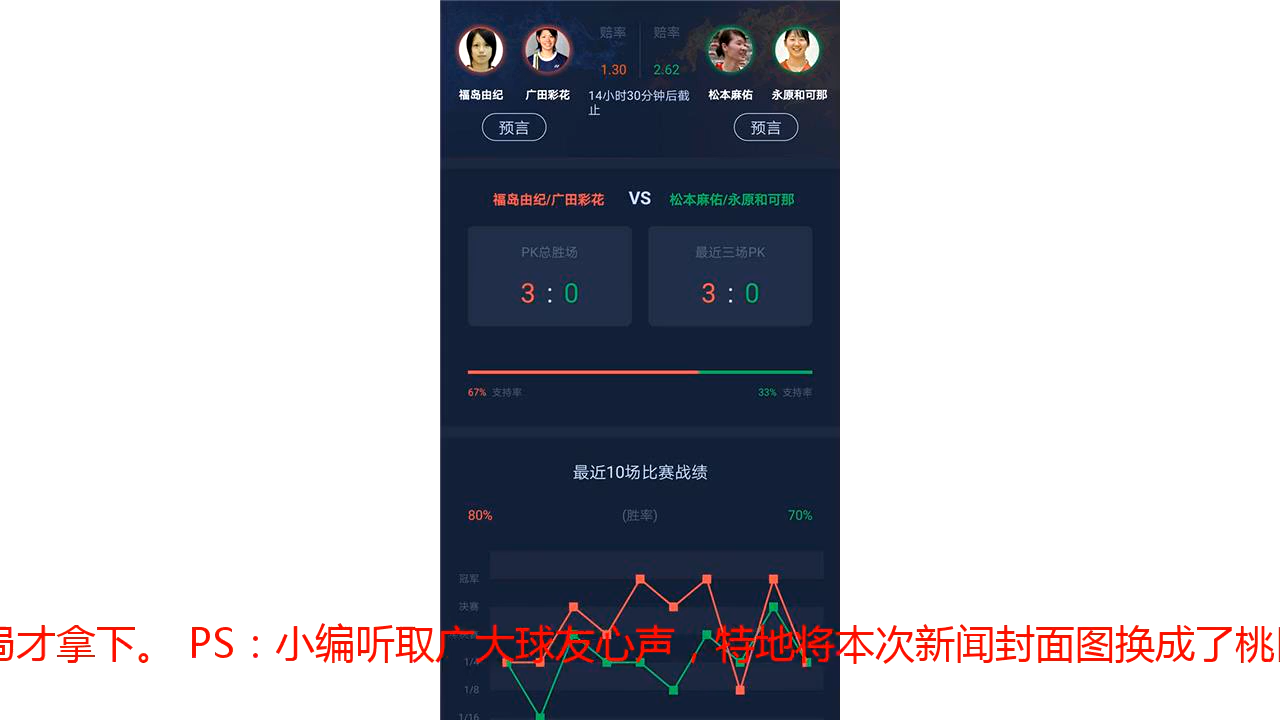 赔率 赔率
1.30 2.62
福岛由纪 广田彩花 14小时30分钟后截止 松本麻佑 永原和可那
预言 预言
福岛由纪/广田彩花 VS 松本麻佑/永原和可那
PK总胜场 最近三场PK
3 : 0 3 : 0
67% 支持率 33% 支持率
最近10场比赛战绩
80% (胜率) 70%
冠军
决赛
局才拿下。 PS：小编听取广大球友心声，特地将本次新闻封面图换成了桃田
1/4
1/8
1/16